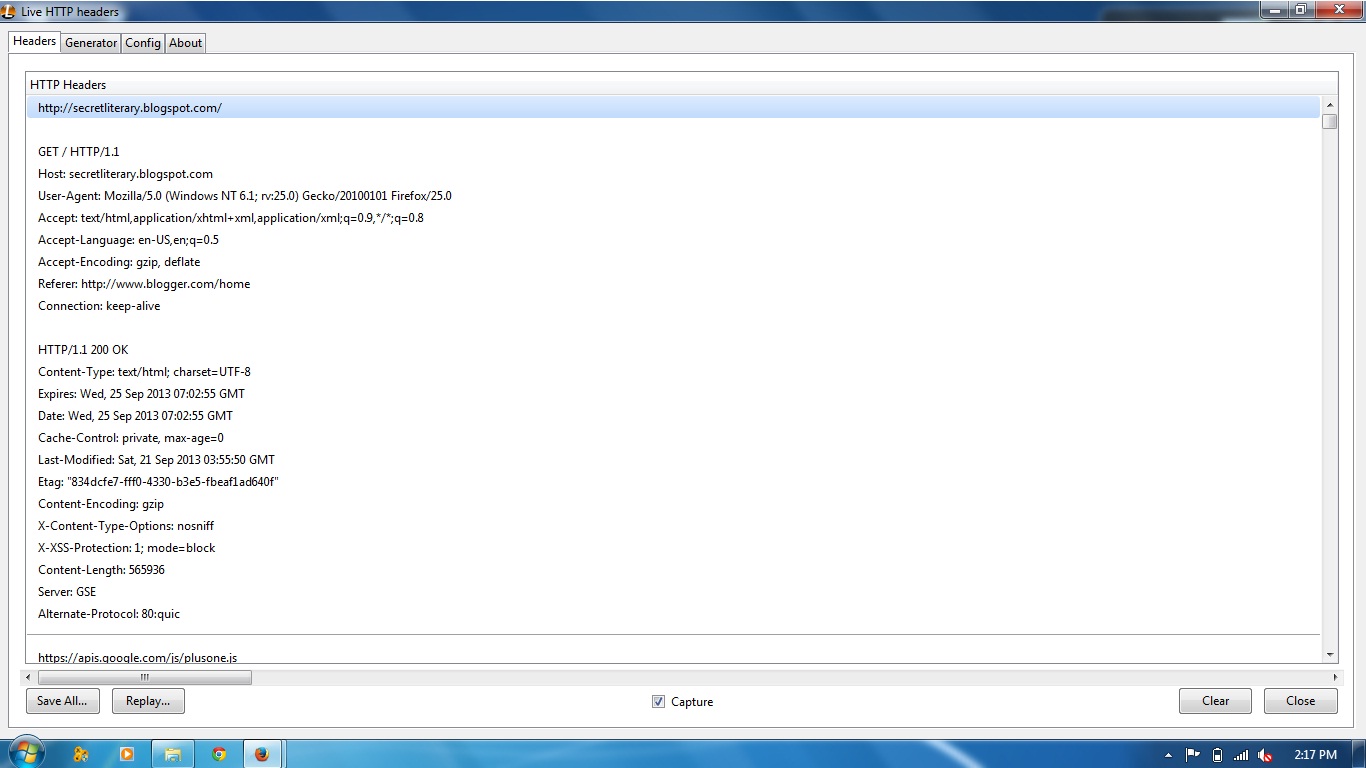 Live HTTP headers
Headers Generator Config About
HTTP Headers
http://secretliterary.blogspot.com/
GET / HTTP/1.1
Host: secretliterary.blogspot.com
User-Agent: Mozilla/5.0 (Windows NT 6.1; rv:25.0) Gecko/20100101 Firefox/25.0
Accept: text/html,application/xhtml+xml,application/xml;q=0.9,*/*;q=0.8
Accept-Language: en-US,en;q=0.5
Accept-Encoding: gzip, deflate
Referer: http://www.blogger.com/home
Connection: keep-alive
HTTP/1.1 200 OK
Content-Type: text/html; charset=UTF-8
Expires: Wed, 25 Sep 2013 07:02:55 GMT
Date: Wed, 25 Sep 2013 07:02:55 GMT
Cache-Control: private, max-age=0
Last-Modified: Sat, 21 Sep 2013 03:55:50 GMT
Etag: "834dcfe7-fff0-4330-b3e5-fbeaf1ad640f"
Content-Encoding: gzip
X-Content-Type-Options: nosniff
X-XSS-Protection: 1; mode=block
Content-Length: 565936
Server: GSE
Alternate-Protocol: 80:quic
https://apis.google.com/js/plusone.js
Save All... Replay... Capture Clear Close
2:17 PM